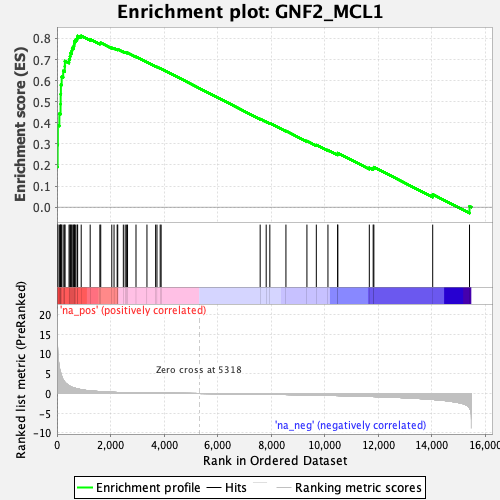 Enrichment plot: GNF2_MCL1
Enrichment score (ES)
0.8
0.7
0.6
0.5
0.4
0.3
0.2
0.1
0.0
Ranked list metric (PreRanked)
20
15
10
5
0
-5
-10
'na_pos' (positively correlated)
Zero cross at 5318
'na_neg' (negatively correlated)
0 2,000 4,000 6,000 8,000 10,000 12,000 14,000 16,000
Rank in Ordered Dataset
Enrichment profile Hits Ranking metric scores